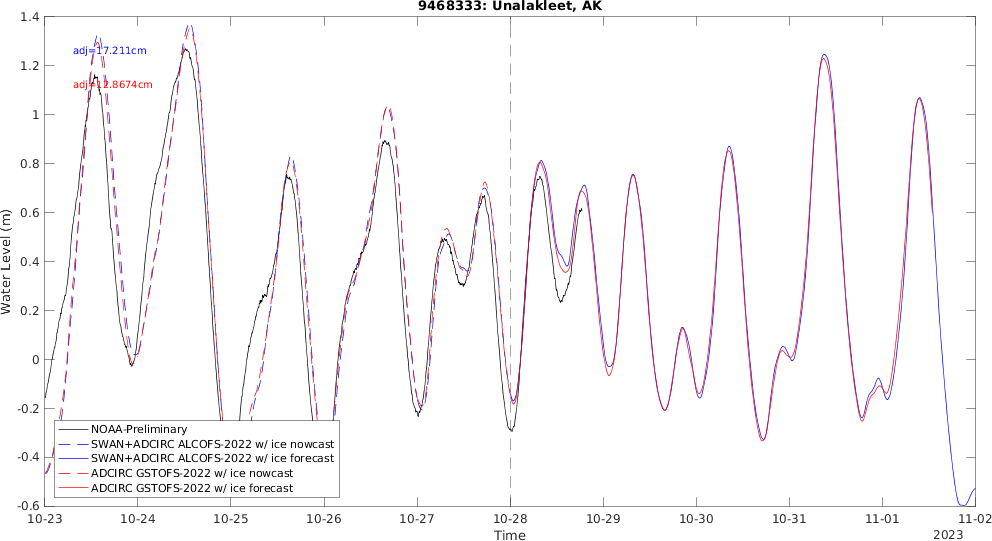 9468333: Unalakleet, AK
1.4
1.2
1
0.8
0.6
0.4
0.2
0
-0.2
-0.4
-0.6
Water Level (m)
adj=17.211cm
adj=12.8674cm
NOAA-Preliminary
SWAN+ADCIRC ALCOFS-2022 w/ ice nowcast
SWAN+ADCIRC ALCOFS-2022 w/ ice forecast
ADCIRC GSTOFS-2022 w/ ice nowcast
ADCIRC GSTOFS-2022 w/ ice forecast
10-23 10-24 10-25 10-26 10-27 10-28 10-29 10-30 10-31 11-01 11-02
Time
2023